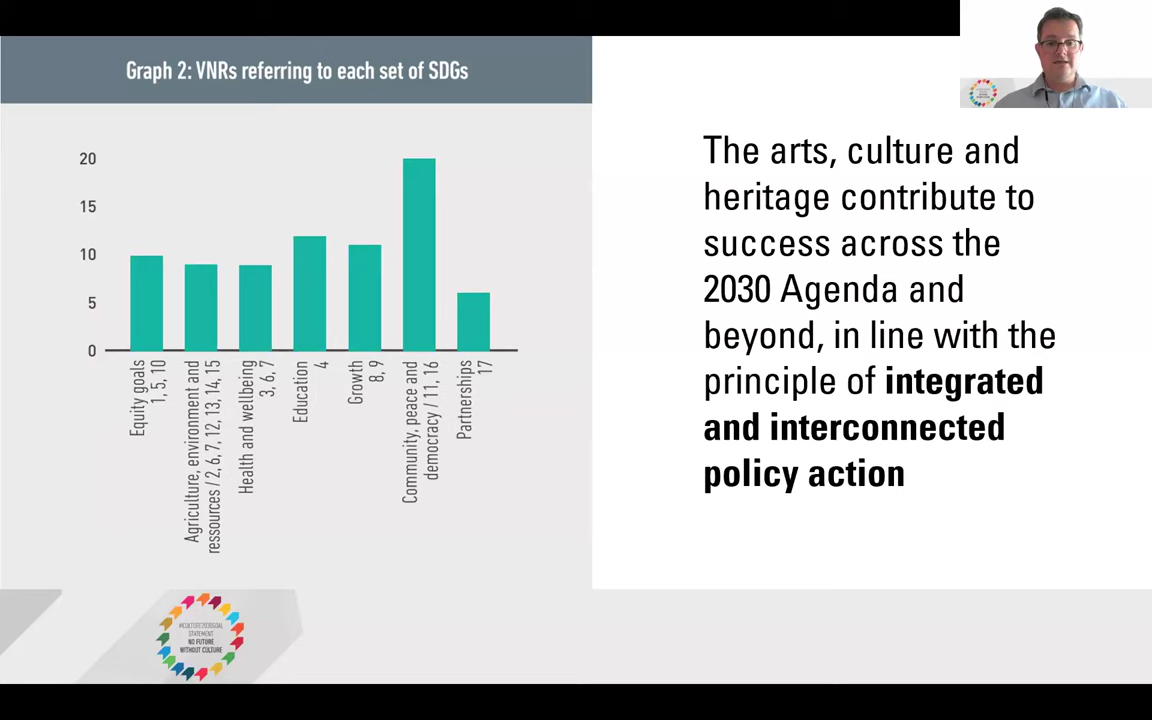 Graph 2: VNRs referring to each set of SDGs
20
15
10
5
0
Equity goals
1, 5, 10
Agriculture, environment and
ressources / 2, 6, 7, 12, 13, 14, 15
Health and wellbeing
3, 6, 7
Education
4
Growth
8, 9
Community, peace and
democracy / 11, 16
Partnerships
17
The arts, culture and
heritage contribute to
success across the
2030 Agenda and
beyond, in line with the
principle of integrated
and interconnected
policy action
#CULTURE2030GOAL
STATEMENT
NO FUTURE
WITHOUT CULTURE